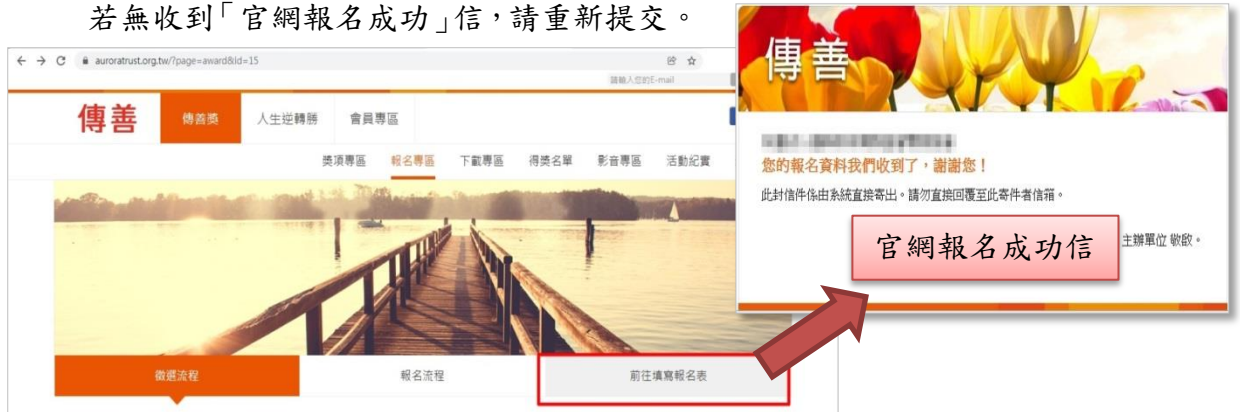 若無收到「官網報名成功」信，請重新提交。
auroratrust.org.tw/?page=award&id=15
請輸入您的E-mail
傳善 傳善獎 人生逆轉勝 會員專區
獎項專區 報名專區 下載專區 得獎名單 影音專區 活動紀實
徵選流程 報名流程 前往填寫報名表
傳善
您的報名資料我們收到了，謝謝您！
此封信件係由系統直接寄出。請勿直接回覆至此寄件者信箱。
主辦單位 敬啟。
官網報名成功信